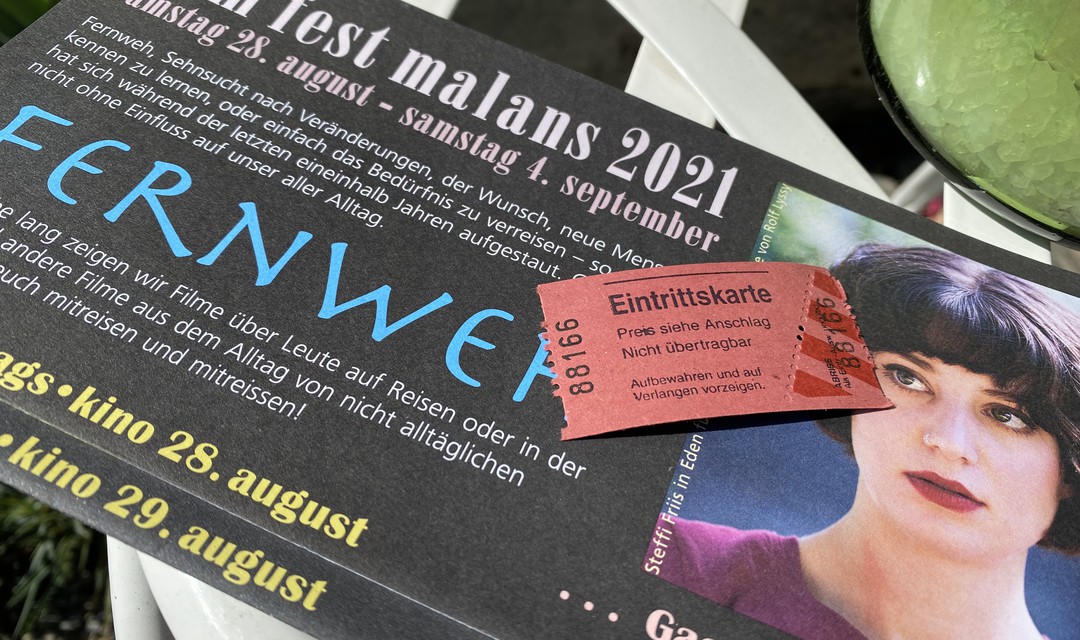 fest malans 2021
samstag 28. august - samstag 4. september
Fernweh, Sehnsucht nach Veränderungen, der Wunsch, neue Mens
kennen zu lernen, oder einfach das Bedürfnis zu verreisen – so
hat sich während der letzten eineinhalb Jahren aufgestaut.
nicht ohne Einfluss auf unser aller Alltag.
FERNWEH
lang zeigen wir Filme über Leute auf Reisen oder in der
andere Filme aus dem Alltag von nicht alltäglichen
auch mitreisen und mitreissen!
ags • kino 28. august
• kino 29. august
Eintrittskarte
Preis siehe Anschlag
Nicht übertragbar
Aufbewahren und auf
Verlangen vorzeigen.
88166
88166
von Rolf Lyssy
Steffi Friis in Eden
...